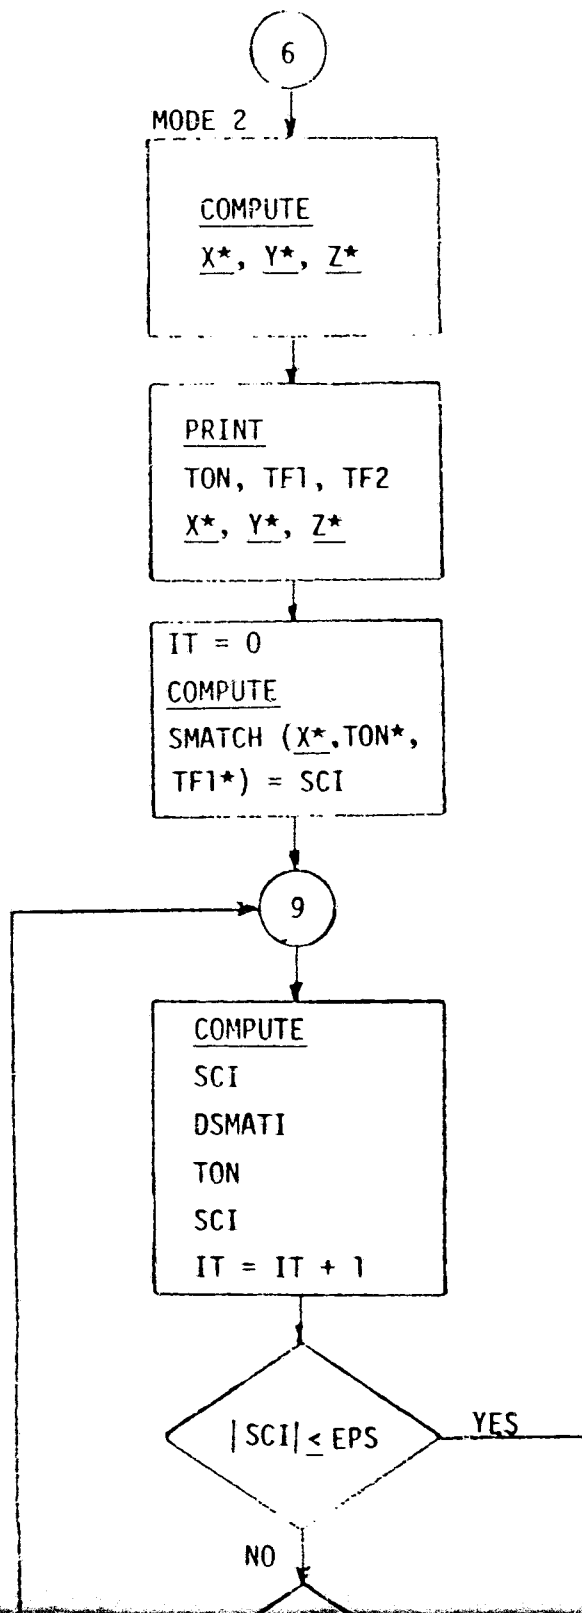 6
MODE 2
COMPUTE
X*, Y*, Z*
PRINT
TON, TF1, TF2
X*, Y*, Z*
IT = 0
COMPUTE
SMATCH (X*,TON*,
TF1*) = SCI
9
COMPUTE
SCI
DSMATI
TON
SCI
IT = IT + 1
|SCI| ≤ EPS
YES
NO